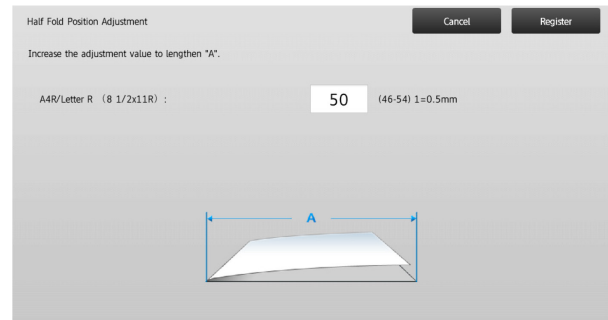 Half Fold Position Adjustment
Cancel
Register
Increase the adjustment value to lengthen "A".
A4R/Letter R （8 1/2x11R）:
50
(46-54) 1=0.5mm
A